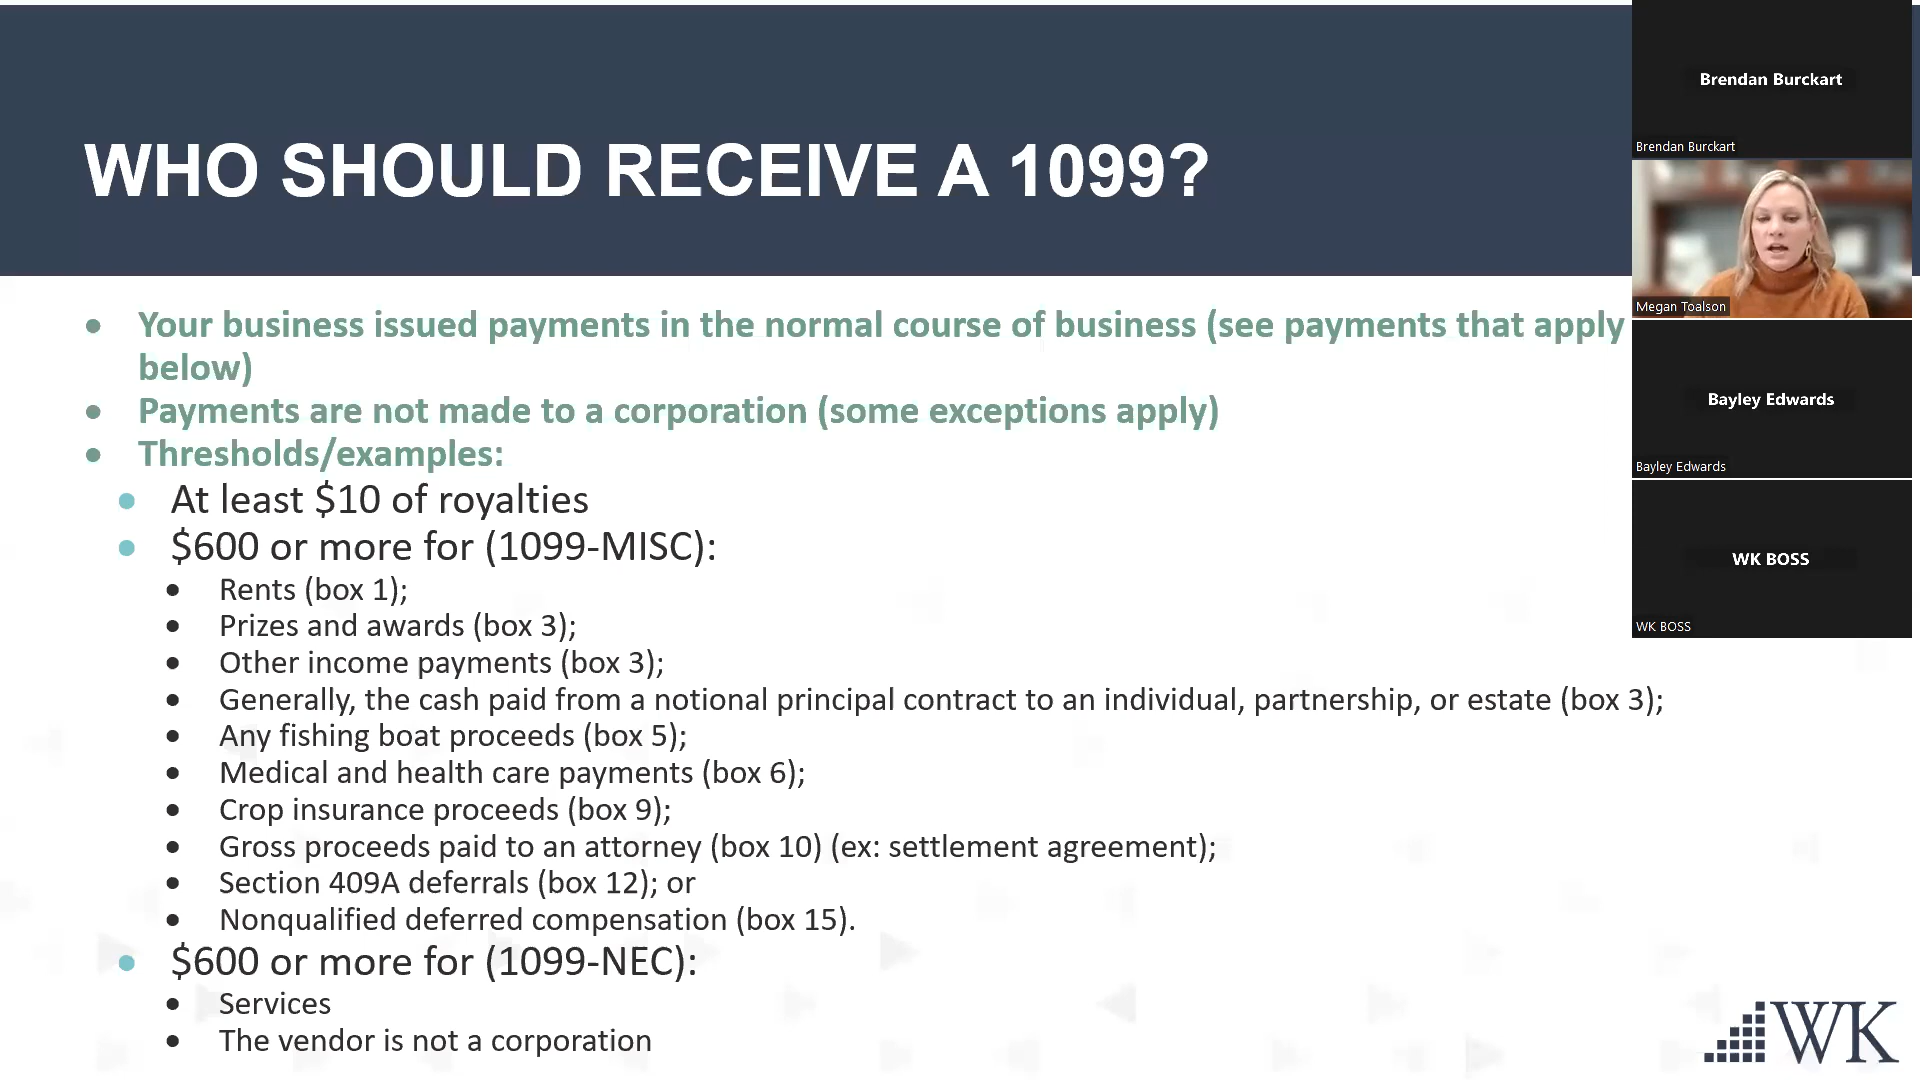 WHO SHOULD RECEIVE A 1099?
• Your business issued payments in the normal course of business (see payments that apply
below)
• Payments are not made to a corporation (some exceptions apply)
• Thresholds/examples:
• At least $10 of royalties
• $600 or more for (1099-MISC):
• Rents (box 1);
• Prizes and awards (box 3);
• Other income payments (box 3);
• Generally, the cash paid from a notional principal contract to an individual, partnership, or estate (box 3);
• Any fishing boat proceeds (box 5);
• Medical and health care payments (box 6);
• Crop insurance proceeds (box 9);
• Gross proceeds paid to an attorney (box 10) (ex: settlement agreement);
• Section 409A deferrals (box 12); or
• Nonqualified deferred compensation (box 15).
• $600 or more for (1099-NEC):
• Services
• The vendor is not a corporation
Brendan Burckart
Brendan Burckart
Megan Toalson
Bayley Edwards
Bayley Edwards
WK BOSS
WK BOSS
WK